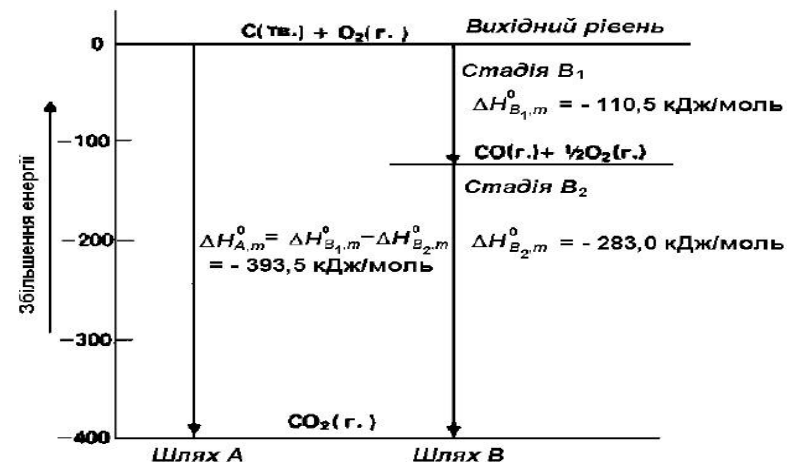 C(тв.) + O₂(г.)
Вихідний рівень
0
Стадія B₁
ΔH⁰B₁,m = - 110,5 кДж/моль
Збільшення енергії
−100
CO(г.)+ ½O₂(г.)
Стадія B₂
−200
ΔH⁰A,m= ΔH⁰B₁,m−ΔH⁰B₂,m
= - 393,5 кДж/моль
ΔH⁰B₂,m = - 283,0 кДж/моль
−300
CO₂(г.)
−400
Шлях A
Шлях B